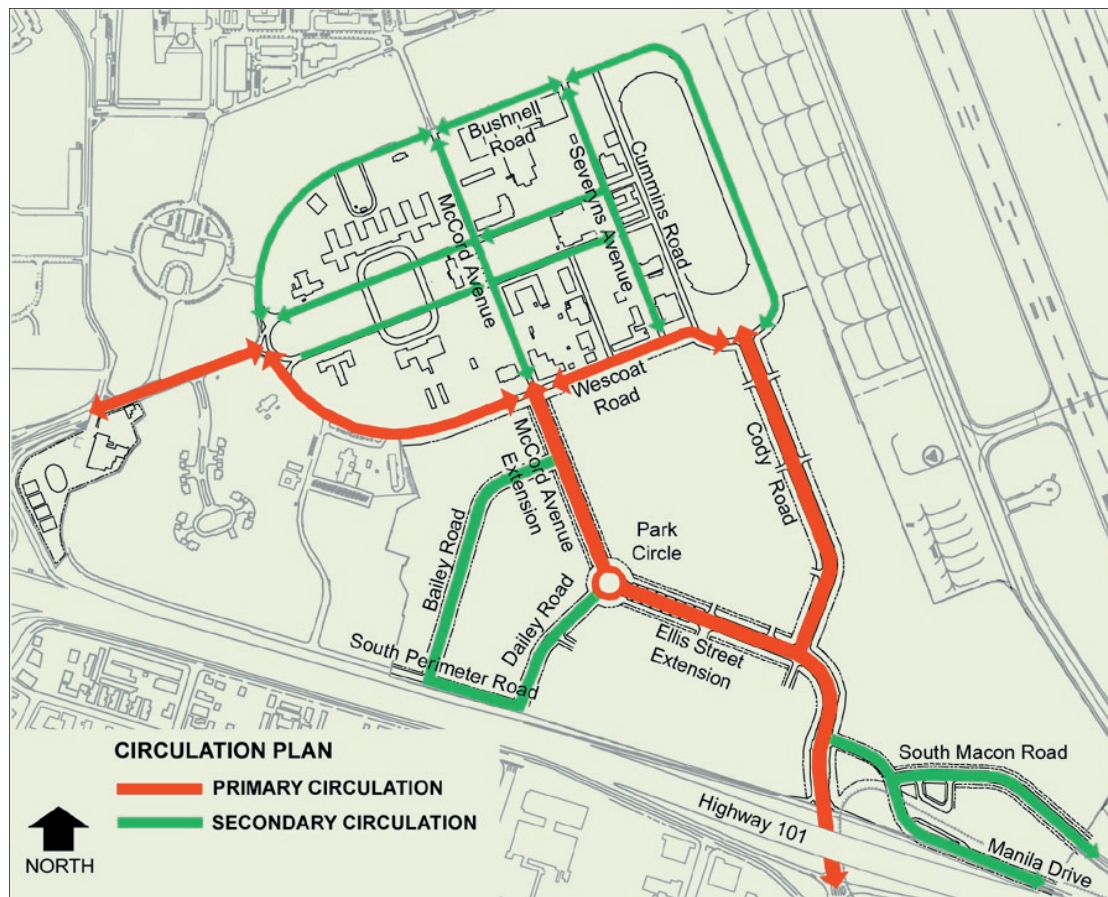 Bushnell
Road
McCord Avenue
Severyns Avenue
Cummins Road
Wescoat
Road
McCord Avenue
Extension
Cody Road
Bailey Road
Park
Circle
Dailey Road
Ellis Street
Extension
South Perimeter Road
South Macon Road
Highway 101
Manila Drive
CIRCULATION PLAN
PRIMARY CIRCULATION
SECONDARY CIRCULATION
NORTH